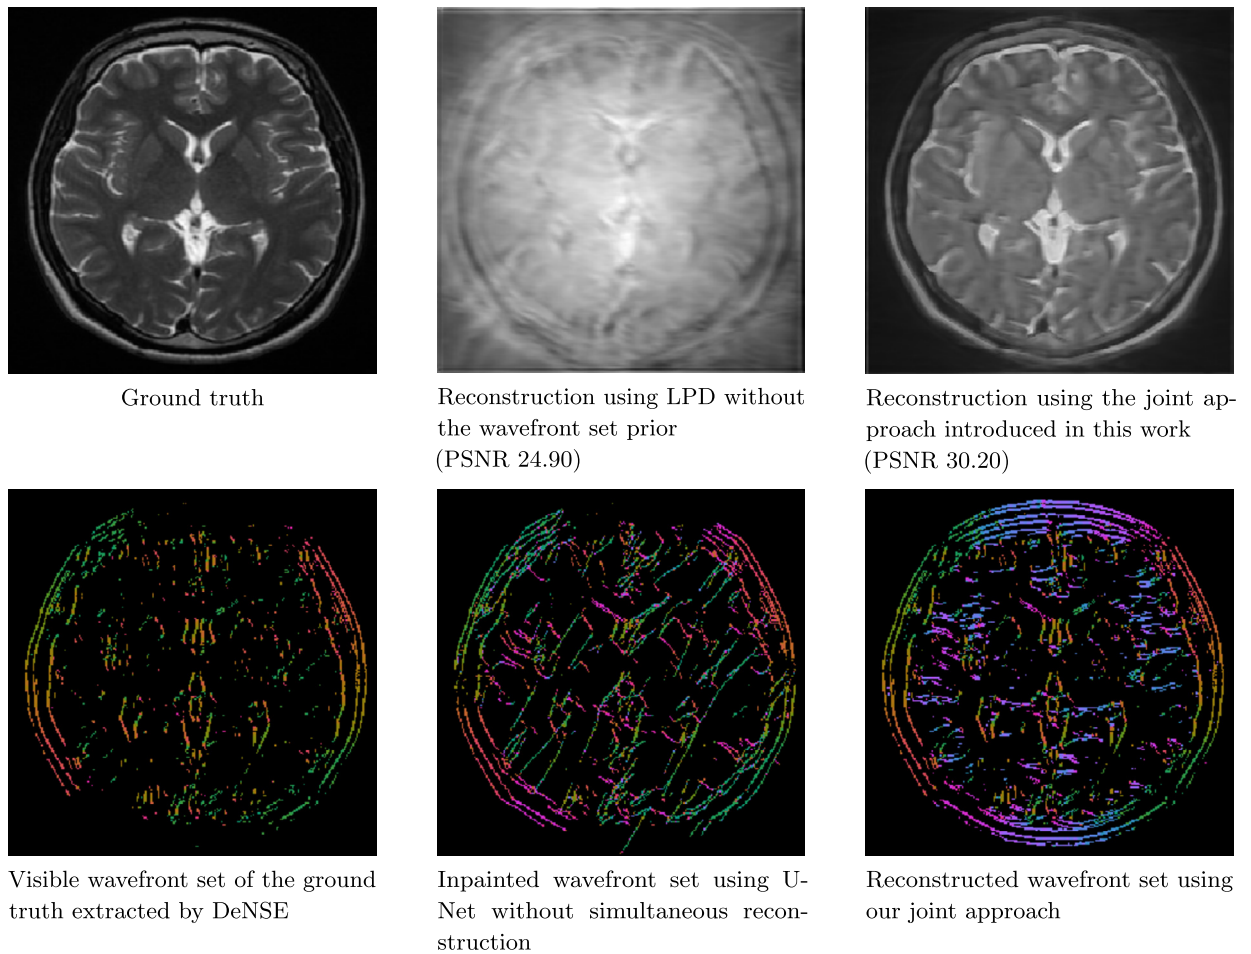 Ground truth
Reconstruction using LPD without
the wavefront set prior
(PSNR 24.90)
Reconstruction using the joint ap-
proach introduced in this work
(PSNR 30.20)
Visible wavefront set of the ground
truth extracted by DeNSE
Inpainted wavefront set using U-
Net without simultaneous recon-
struction
Reconstructed wavefront set using
our joint approach